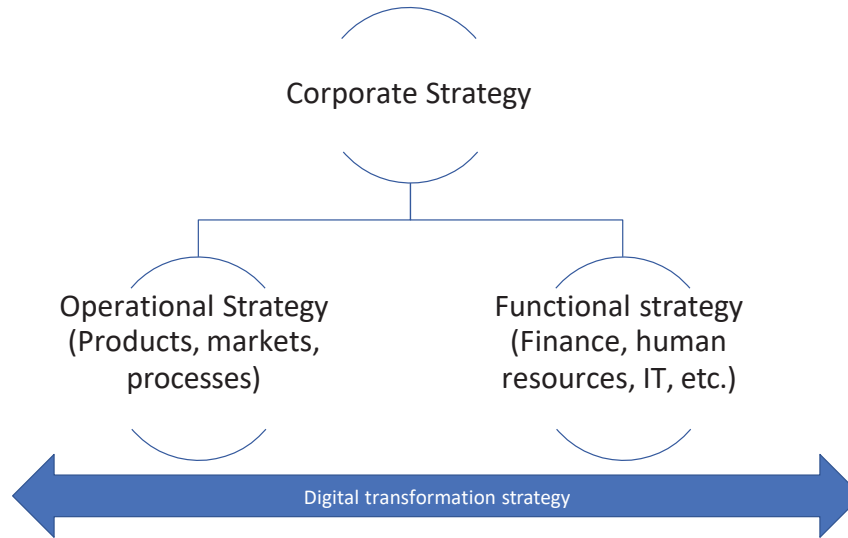 Corporate Strategy
Operational Strategy
(Products, markets,
processes)
Functional strategy
(Finance, human
resources, IT, etc.)
Digital transformation strategy